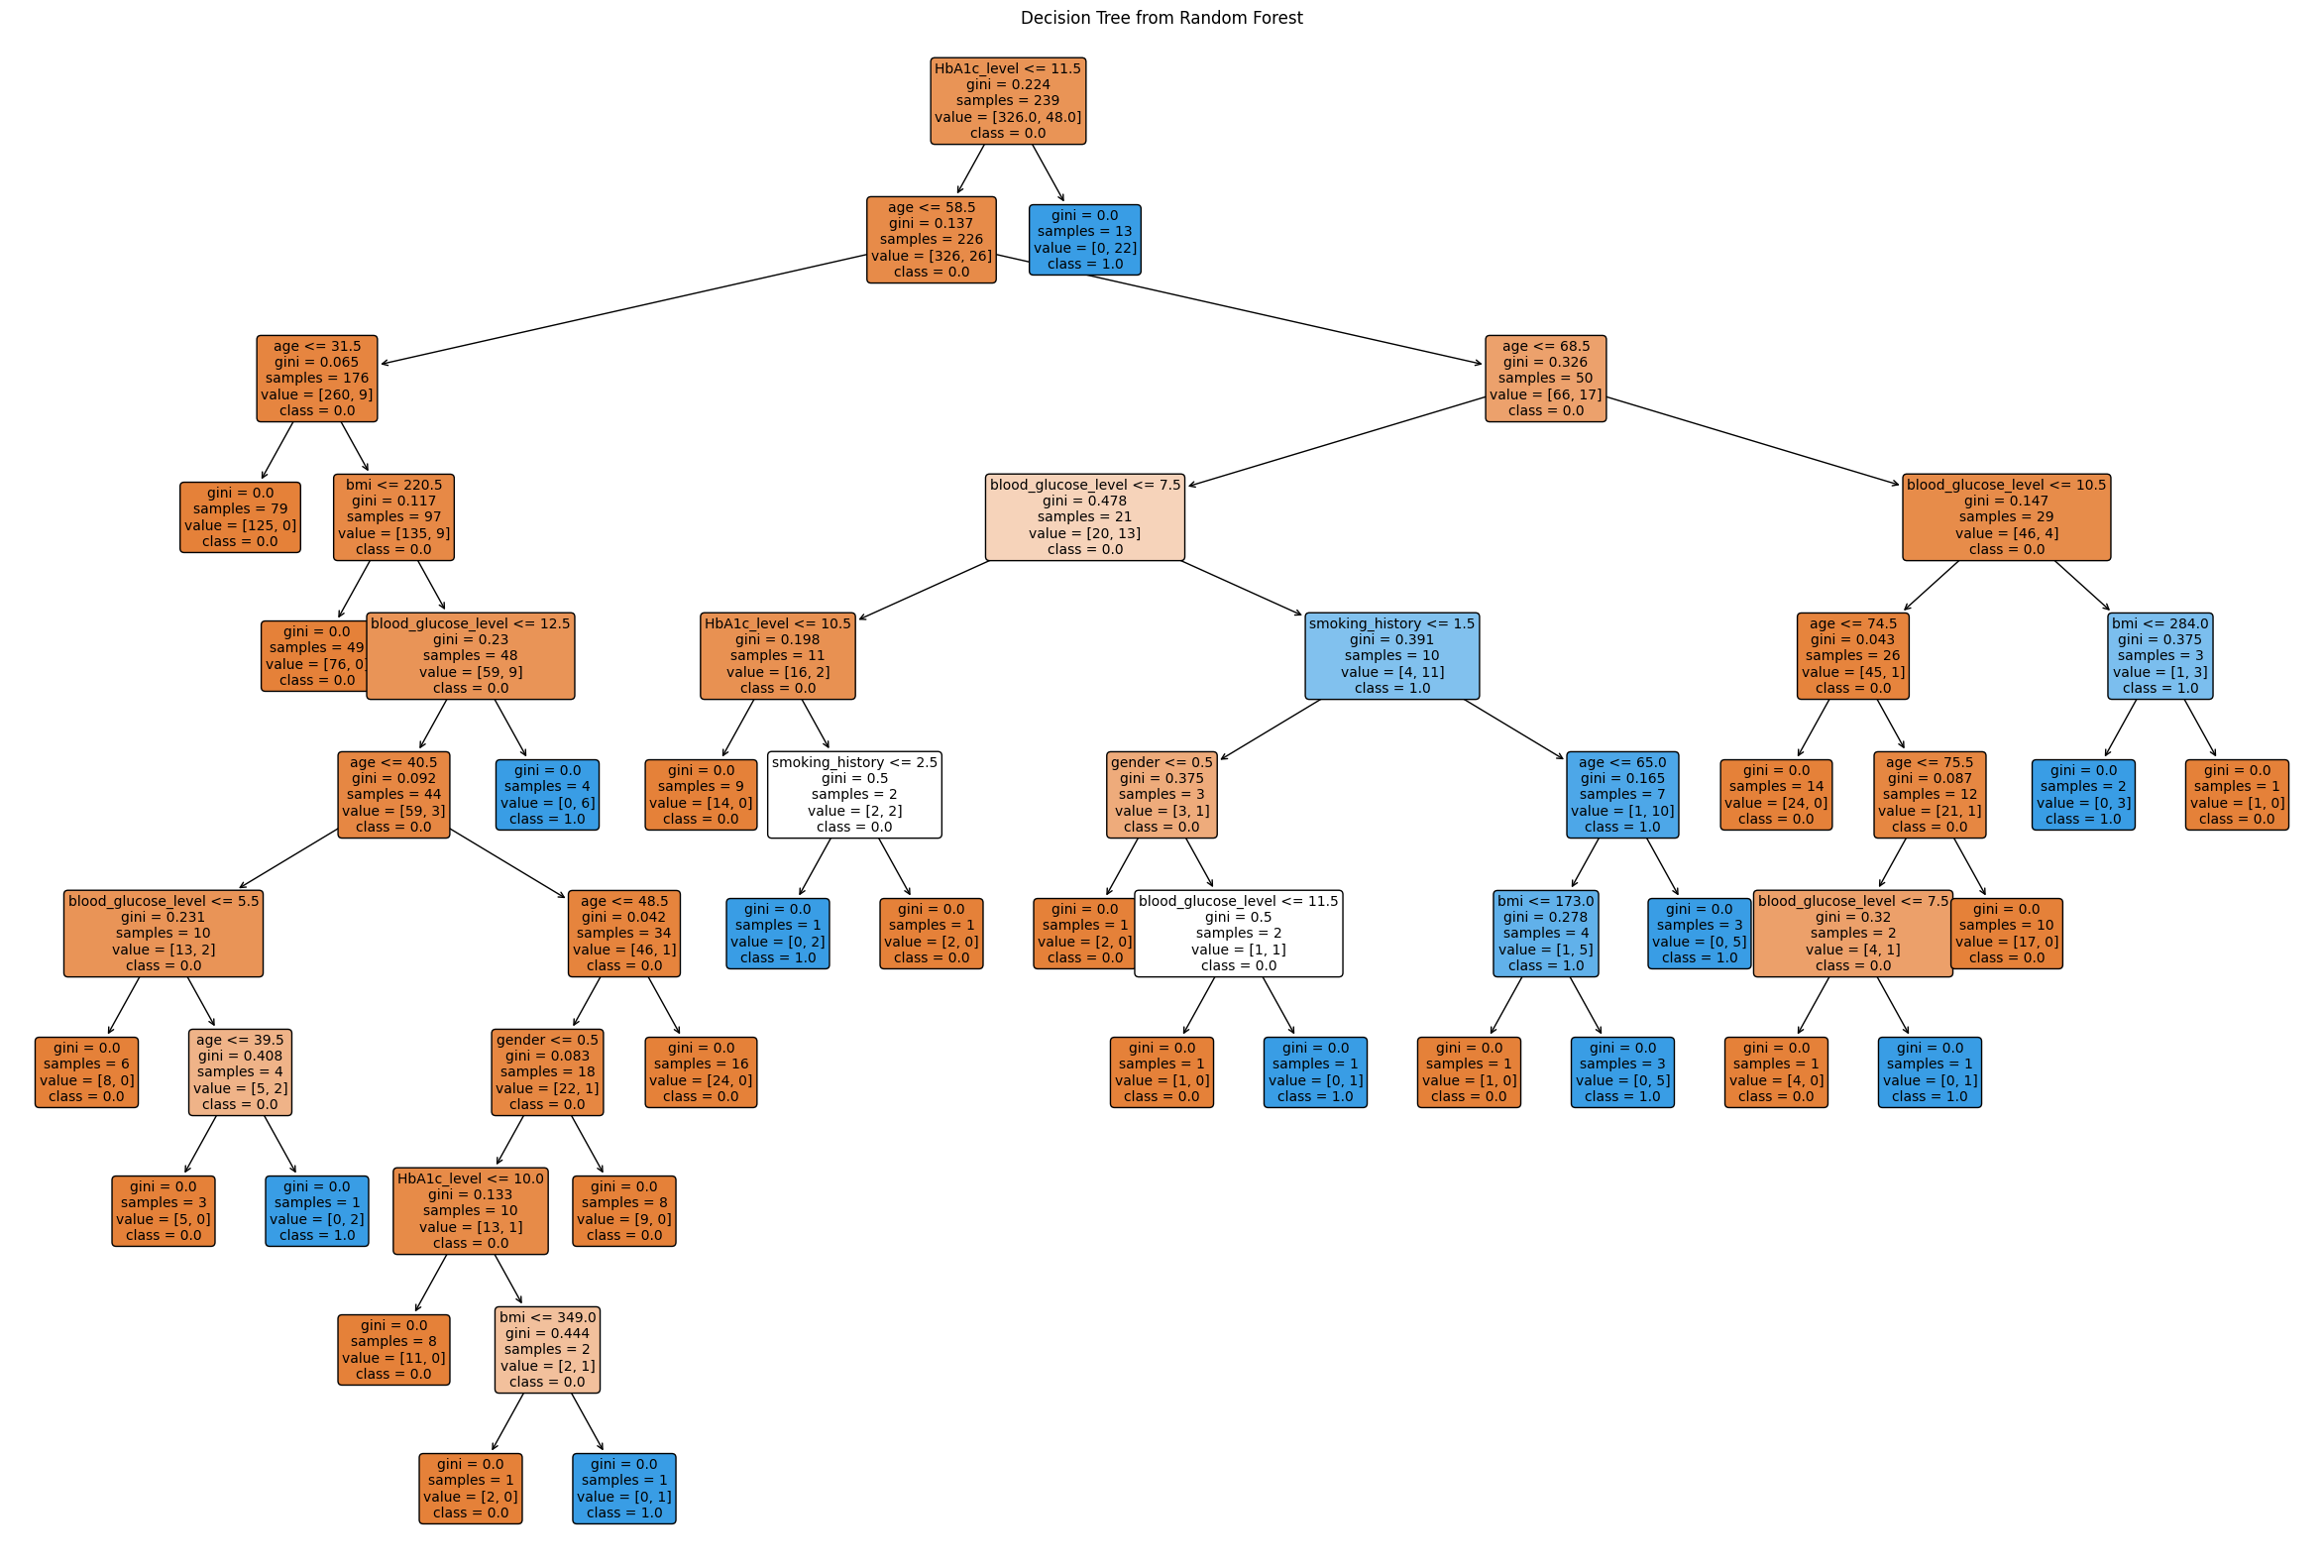 Decision Tree from Random Forest
HbA1c_level <= 11.5
gini = 0.224
samples = 239
value = [326.0, 48.0]
class = 0.0
age <= 58.5
gini = 0.137
samples = 226
value = [326, 26]
class = 0.0
gini = 0.0
samples = 13
value = [0, 22]
class = 1.0
age <= 31.5
gini = 0.065
samples = 176
value = [260, 9]
class = 0.0
age <= 68.5
gini = 0.326
samples = 50
value = [66, 17]
class = 0.0
gini = 0.0
samples = 79
value = [125, 0]
class = 0.0
bmi <= 220.5
gini = 0.117
samples = 97
value = [135, 9]
class = 0.0
blood_glucose_level <= 7.5
gini = 0.478
samples = 21
value = [20, 13]
class = 0.0
blood_glucose_level <= 10.5
gini = 0.147
samples = 29
value = [46, 4]
class = 0.0
gini = 0.0
samples = 49
value = [76, 0]
class = 0.0
blood_glucose_level <= 12.5
gini = 0.23
samples = 48
value = [59, 9]
class = 0.0
HbA1c_level <= 10.5
gini = 0.198
samples = 11
value = [16, 2]
class = 0.0
smoking_history <= 1.5
gini = 0.391
samples = 10
value = [4, 11]
class = 1.0
age <= 74.5
gini = 0.043
samples = 26
value = [45, 1]
class = 0.0
bmi <= 284.0
gini = 0.375
samples = 3
value = [1, 3]
class = 1.0
age <= 40.5
gini = 0.092
samples = 44
value = [59, 3]
class = 0.0
gini = 0.0
samples = 4
value = [0, 6]
class = 1.0
gini = 0.0
samples = 9
value = [14, 0]
class = 0.0
smoking_history <= 2.5
gini = 0.5
samples = 2
value = [2, 2]
class = 0.0
gender <= 0.5
gini = 0.375
samples = 3
value = [3, 1]
class = 0.0
age <= 65.0
gini = 0.165
samples = 7
value = [1, 10]
class = 1.0
gini = 0.0
samples = 14
value = [24, 0]
class = 0.0
age <= 75.5
gini = 0.087
samples = 12
value = [21, 1]
class = 0.0
gini = 0.0
samples = 2
value = [0, 3]
class = 1.0
gini = 0.0
samples = 1
value = [1, 0]
class = 0.0
blood_glucose_level <= 5.5
gini = 0.231
samples = 10
value = [13, 2]
class = 0.0
age <= 48.5
gini = 0.042
samples = 34
value = [46, 1]
class = 0.0
gini = 0.0
samples = 1
value = [0, 2]
class = 1.0
gini = 0.0
samples = 1
value = [2, 0]
class = 0.0
gini = 0.0
samples = 1
value = [2, 0]
class = 0.0
blood_glucose_level <= 11.5
gini = 0.5
samples = 2
value = [1, 1]
class = 0.0
bmi <= 173.0
gini = 0.278
samples = 4
value = [1, 5]
class = 1.0
gini = 0.0
samples = 3
value = [0, 5]
class = 1.0
blood_glucose_level <= 7.5
gini = 0.32
samples = 2
value = [4, 1]
class = 0.0
gini = 0.0
samples = 10
value = [17, 0]
class = 0.0
gini = 0.0
samples = 6
value = [8, 0]
class = 0.0
age <= 39.5
gini = 0.408
samples = 4
value = [5, 2]
class = 0.0
gender <= 0.5
gini = 0.083
samples = 18
value = [22, 1]
class = 0.0
gini = 0.0
samples = 16
value = [24, 0]
class = 0.0
gini = 0.0
samples = 1
value = [1, 0]
class = 0.0
gini = 0.0
samples = 1
value = [0, 1]
class = 1.0
gini = 0.0
samples = 1
value = [1, 0]
class = 0.0
gini = 0.0
samples = 3
value = [0, 5]
class = 1.0
gini = 0.0
samples = 1
value = [4, 0]
class = 0.0
gini = 0.0
samples = 1
value = [0, 1]
class = 1.0
gini = 0.0
samples = 3
value = [5, 0]
class = 0.0
gini = 0.0
samples = 1
value = [0, 2]
class = 1.0
HbA1c_level <= 10.0
gini = 0.133
samples = 10
value = [13, 1]
class = 0.0
gini = 0.0
samples = 8
value = [9, 0]
class = 0.0
gini = 0.0
samples = 8
value = [11, 0]
class = 0.0
bmi <= 349.0
gini = 0.444
samples = 2
value = [2, 1]
class = 0.0
gini = 0.0
samples = 1
value = [2, 0]
class = 0.0
gini = 0.0
samples = 1
value = [0, 1]
class = 1.0